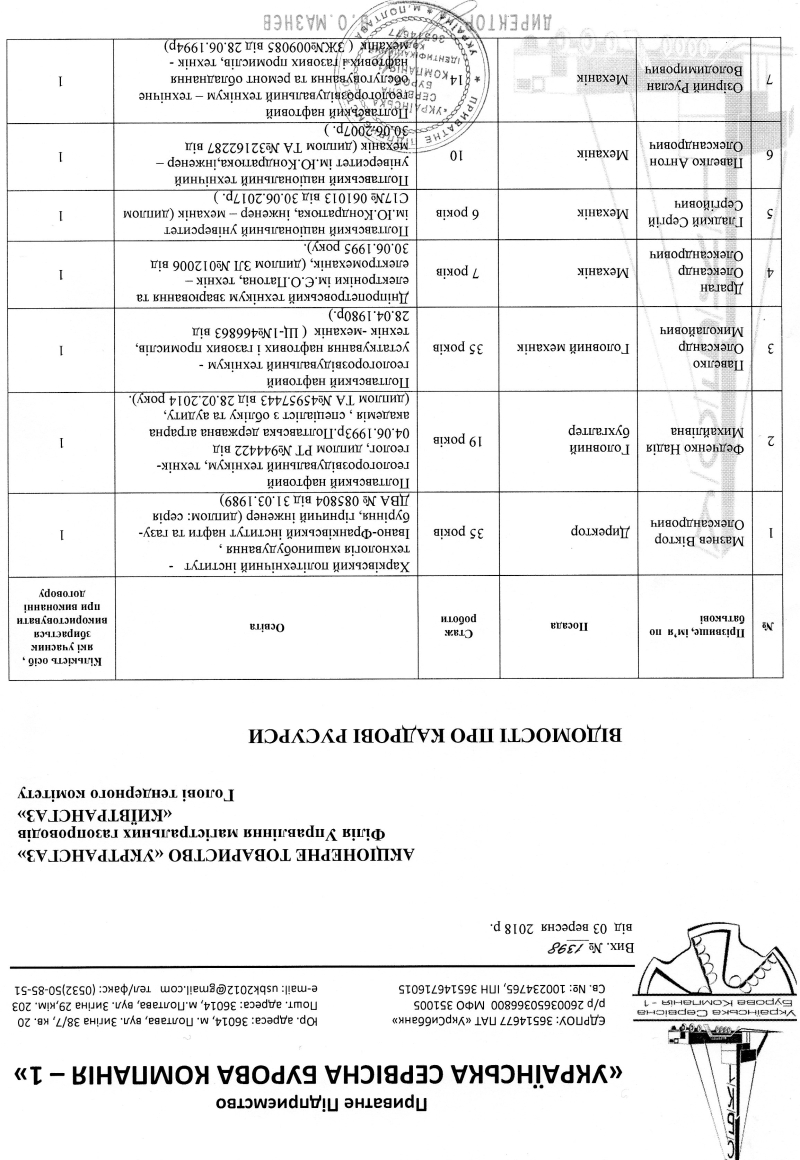 Приватне Підприємство
«УКРАЇНСЬКА СЕРВІСНА БУРОВА КОМПАНІЯ – 1»
Українська Сервісна
Бурова Компанія - 1
ЄДРПОУ: 36514677 ПАТ «УкрСиббанк»
р/р 26003650366800 МФО 351005
Св. №: 100234765, ІПН 365146716015
Юр. адреса: 36014, м. Полтава, вул. Зигіна 38/7, кв. 20
Пошт. адреса: 36014, м.Полтава, вул. Зигіна 29,кім. 203
e-mail: usbk2012@gmail.com тел/факс: (0532)50-85-51
Вих. № 1398
від 03 вересня 2018 р.
АКЦІОНЕРНЕ ТОВАРИСТВО «УКРТРАНСГАЗ»
Філія Управління магістральних газопроводів
«КИЇВТРАНСГАЗ»
Голові тендерного комітету
ВІДОМОСТІ ПРО КАДРОВІ РУСУРСИ
№
Прізвище, ім'я по
батькові
Посада
Стаж
роботи
Освіта
Кількість осіб ,
які учасник
збирається
використовувати
при виконанні
договору
1
Мазнєв Віктор
Олександрович
Директор
35 років
Харківський політехнічний інститут -
технологія машинобудування ,
Івано-Франківський інститут нафти та газу-
буріння, гірничий інженер (диплом: серія
ДВА № 085804 від 31.03.1989)
1
2
Федченко Надія
Михайлівна
Головний
бухгалтер
19 років
Полтавський нафтовий
геологорозвідувальний технікум, технік-
геолог, диплом РТ №944422 від
04.06.1993р.Полтавська державна аграрна
академія , спеціаліст з обліку та аудиту,
(диплом ТА №45957443 від 28.02.2014 року).
1
3
Павелко
Олександр
Миколайович
Головний механік
35 років
Полтавський нафтовий
геологорозвідувальний технікум -
устаткування нафтових і газових промислів,
технік -механік ( Щ-1№466863 від
28.04.1980р.)
1
4
Драган
Олександр
Олександрович
Механік
7 років
Дніпропетровський технікум зварювання та
електроніки ім.Є.О.Патона, технік –
електромеханік, (диплом ЗЛ №012006 від
30.06.1995 року).
1
5
Гладкий Сергій
Сергійович
Механік
6 років
Полтавський національний університет
ім.Ю.Кондратюка, інженер – механік (диплом
С17№ 061013 від 30.06.2017р. )
1
6
Павелко Антон
Олександрович
Механік
10
Полтавський національний технічний
університет ім.Ю.Кондратюка,інженер –
механік (диплом ТА №32162287 від
30.06.2007р. )
1
7
Озірний Руслан
Володимирович
Механік
14
Полтавський нафтовий
геологорозвідувальний технікум – технічне
обслуговування та ремонт обладнання
нафтових і газових промислів, технік -
механік ( ЗЖ№009085 від 28.06.1994р)
1
ДИРЕКТОР
О. МАЗНЕВ